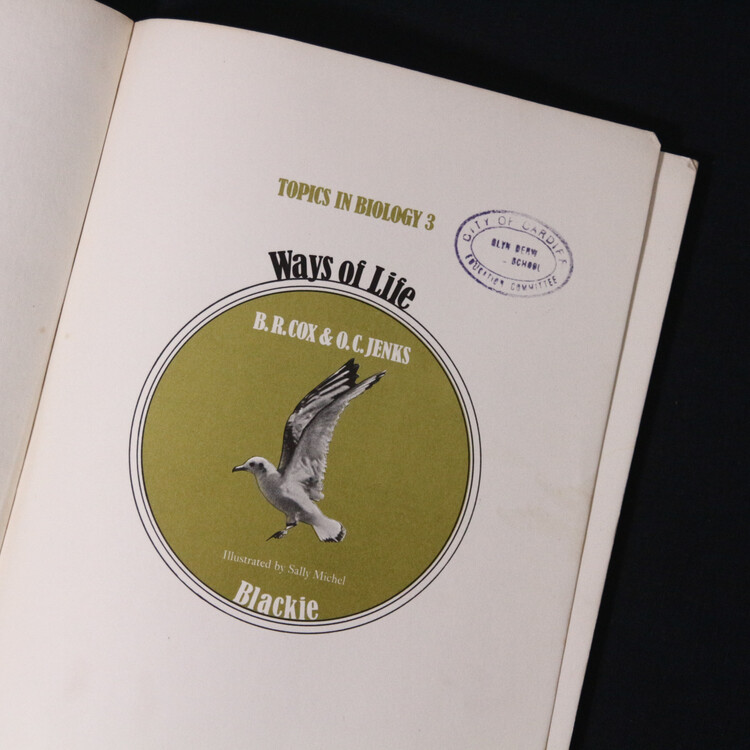 TOPICS IN BIOLOGY 3
CITY OF CARDIFF
GLYN DERW
- SCHOOL
EDUCATION COMMITTEE
Ways of Life
B. R. COX & O. C. JENKS
Illustrated by Sally Michel
Blackie